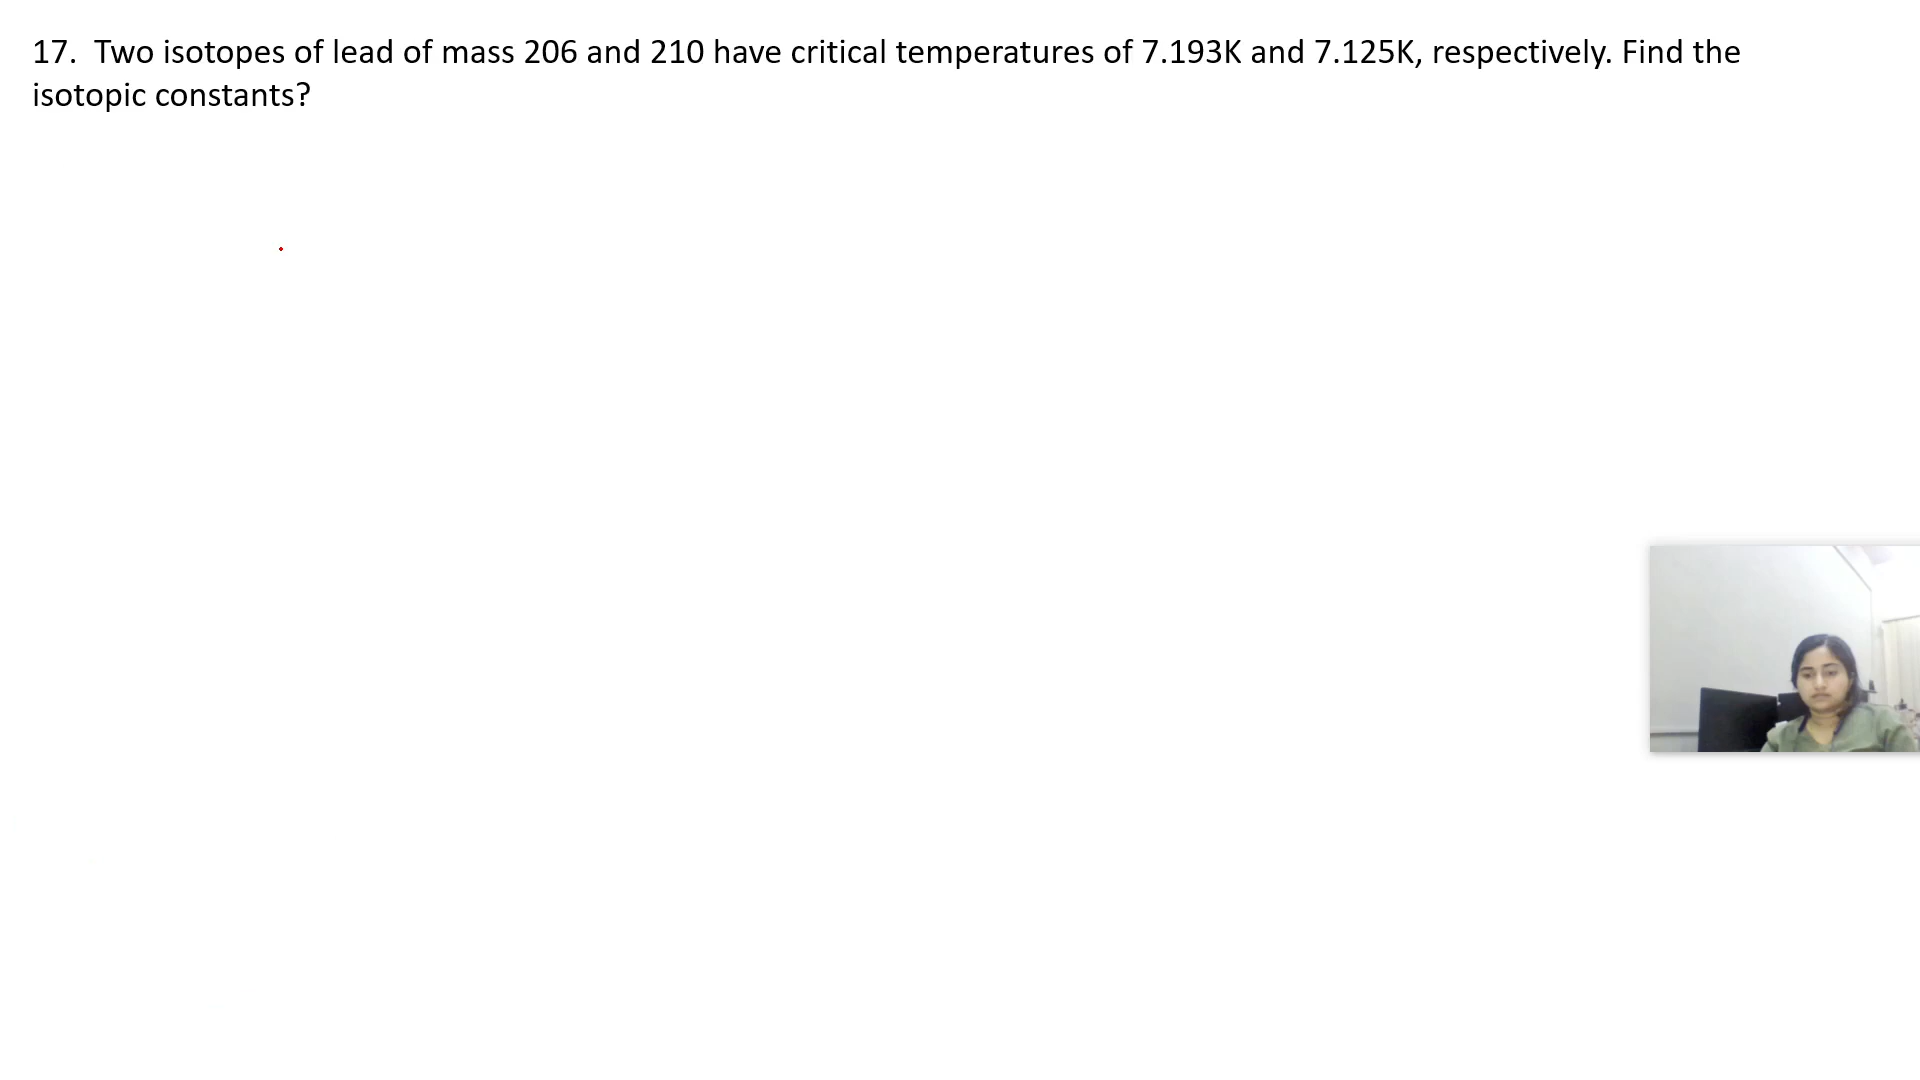 17.  Two isotopes of lead of mass 206 and 210 have critical temperatures of 7.193K and 7.125K, respectively. Find the
isotopic constants?